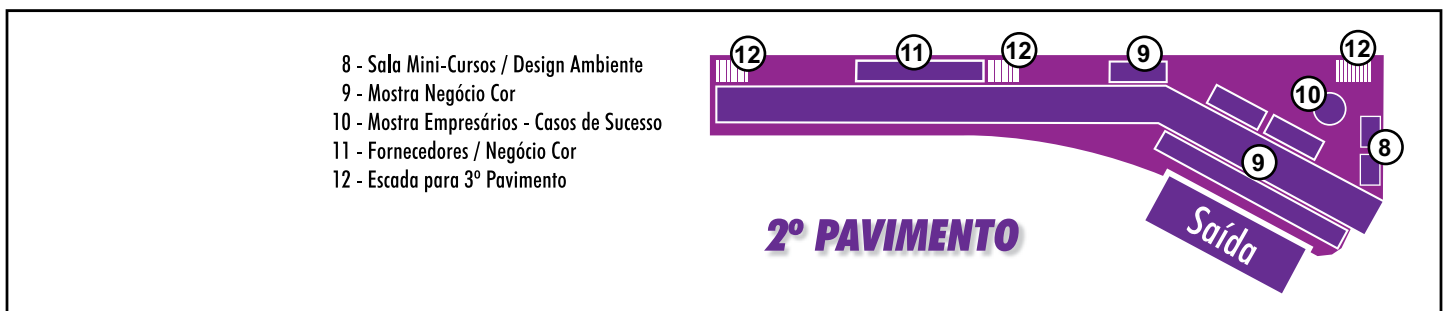 8 - Sala Mini-Cursos / Design Ambiente
9 - Mostra Negócio Cor
10 - Mostra Empresários - Casos de Sucesso
11 - Fornecedores / Negócio Cor
12 - Escada para 3º Pavimento
12
11
12
9
12
10
8
9
2º PAVIMENTO
Saída